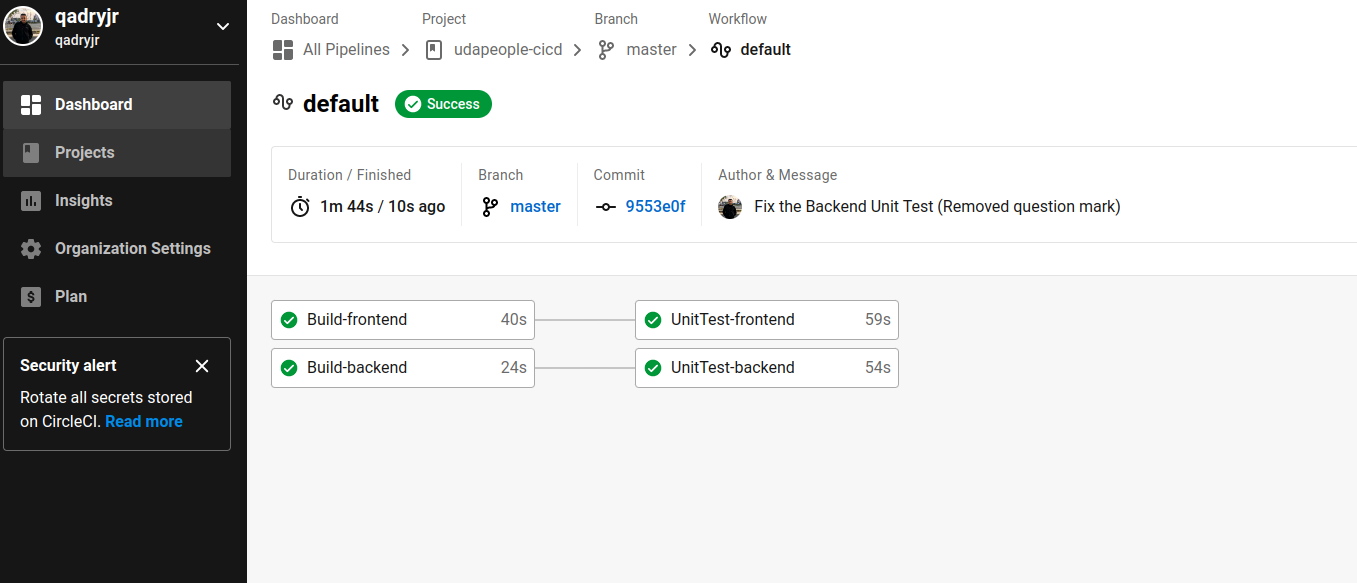 qadryjr
qadryjr
Dashboard
Projects
Insights
Organization Settings
Plan
Security alert
Rotate all secrets stored
on CircleCI. Read more
Dashboard Project Branch Workflow
All Pipelines udapeople-cicd master default
default Success
Duration / Finished Branch Commit Author & Message
1m 44s / 10s ago master 9553e0f Fix the Backend Unit Test (Removed question mark)
Build-frontend 40s UnitTest-frontend 59s
Build-backend 24s UnitTest-backend 54s